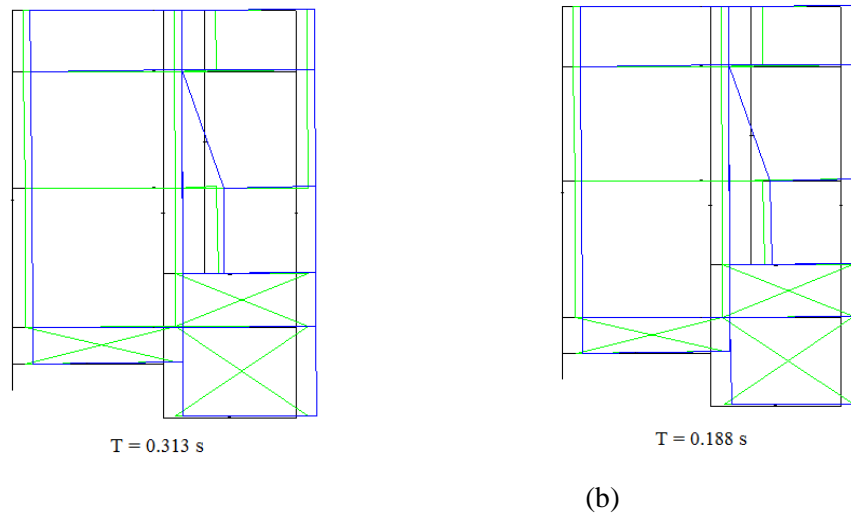 T = 0.313 s
T = 0.188 s
(b)